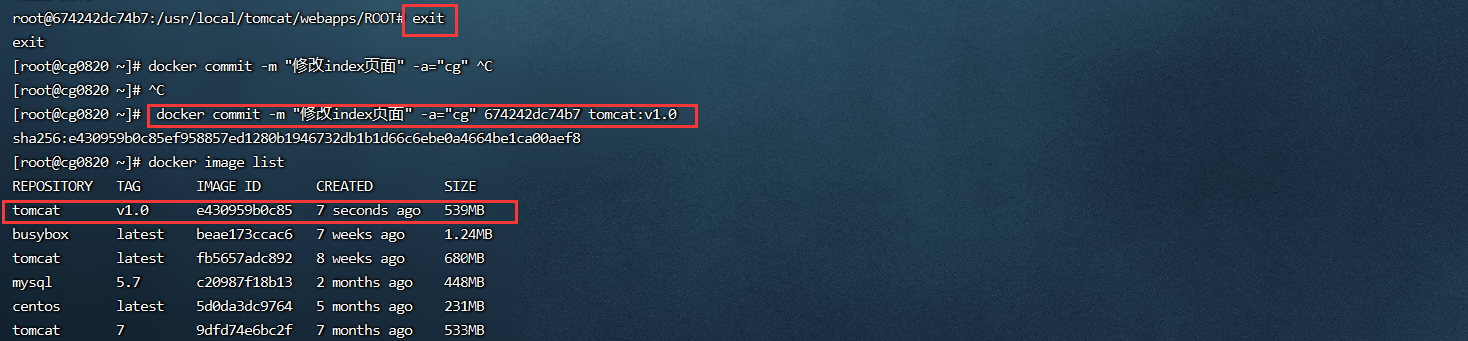 root@674242dc74b7:/usr/local/tomcat/webapps/ROOT# exit
exit
[root@cg0820 ~]# docker commit -m "修改index页面" -a="cg" ^C
[root@cg0820 ~]# ^C
[root@cg0820 ~]# docker commit -m "修改index页面" -a="cg" 674242dc74b7 tomcat:v1.0
sha256:e430959b0c85ef958857ed1280b1946732db1b1d66c6ebe0a4664be1ca00aef8
[root@cg0820 ~]# docker image list
REPOSITORY TAG IMAGE ID CREATED SIZE
tomcat v1.0 e430959b0c85 7 seconds ago 539MB
busybox latest beae173ccac6 7 weeks ago 1.24MB
tomcat latest fb5657adc892 8 weeks ago 680MB
mysql 5.7 c20987f18b13 2 months ago 448MB
centos latest 5d0da3dc9764 5 months ago 231MB
tomcat 7 9dfd74e6bc2f 7 months ago 533MB